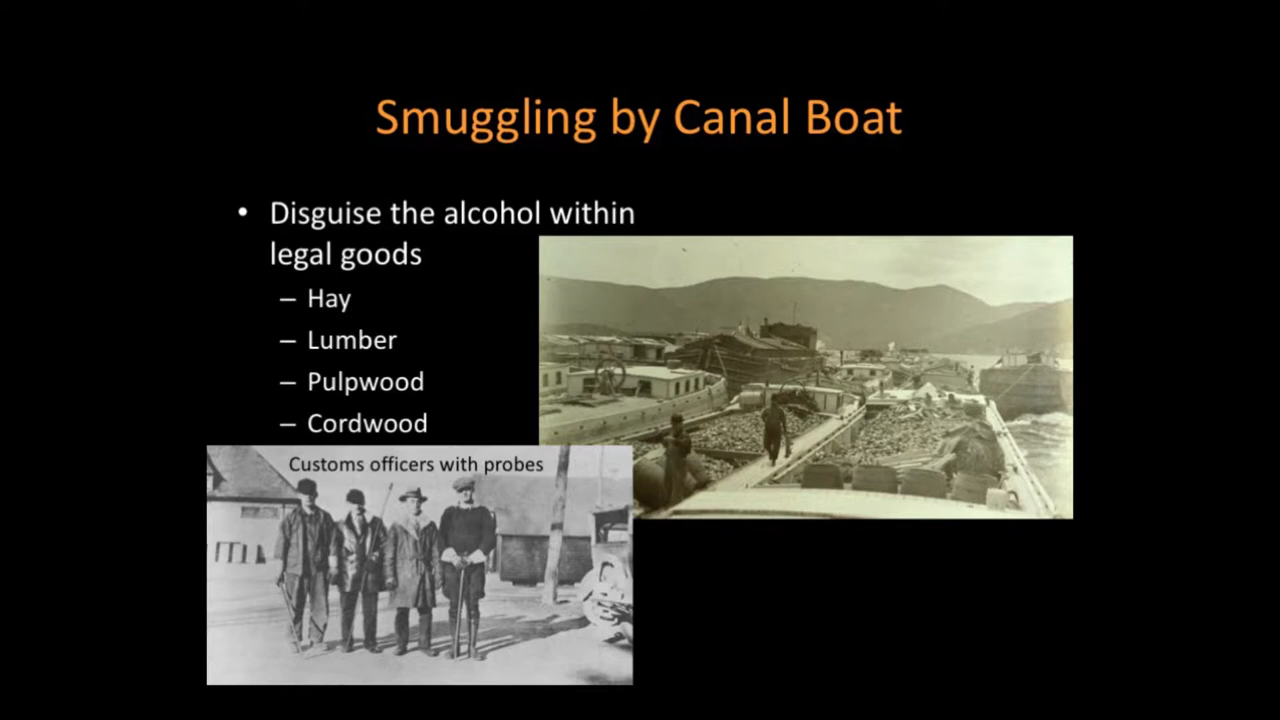 Smuggling by Canal Boat
• Disguise the alcohol within
legal goods
– Hay
– Lumber
– Pulpwood
– Cordwood
Customs officers with probes